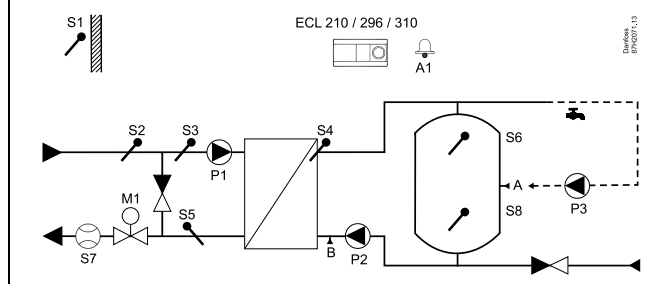 S1
ECL 210 / 296 / 310
A1
Danfoss
87H2071.13
S2
S3
P1
S4
S6
A
P3
M1
S5
S8
S7
B
P2